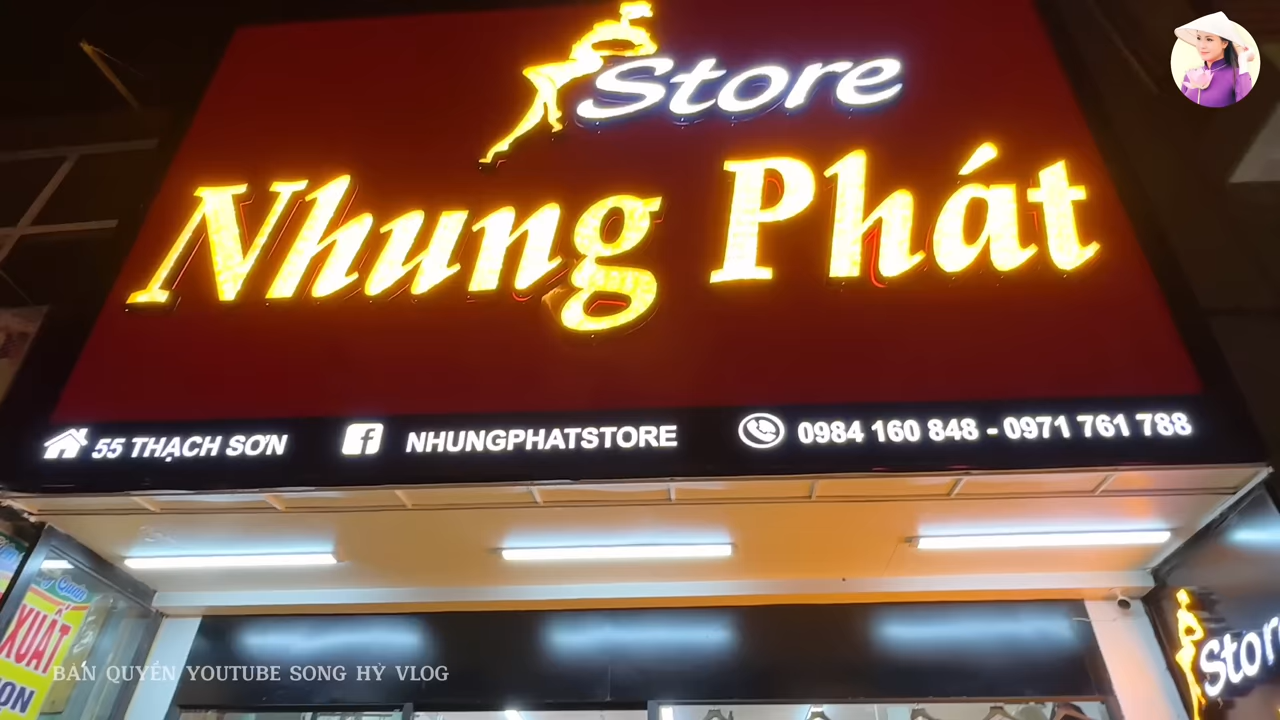 Store
Nhung Phát
55 THẠCH SƠN
NHUNGPHATSTORE
0984 160 848 - 0971 761 788
Quân
XUẤT
BẢN QUYỀN YOUTUBE SONG HỶ VLOG